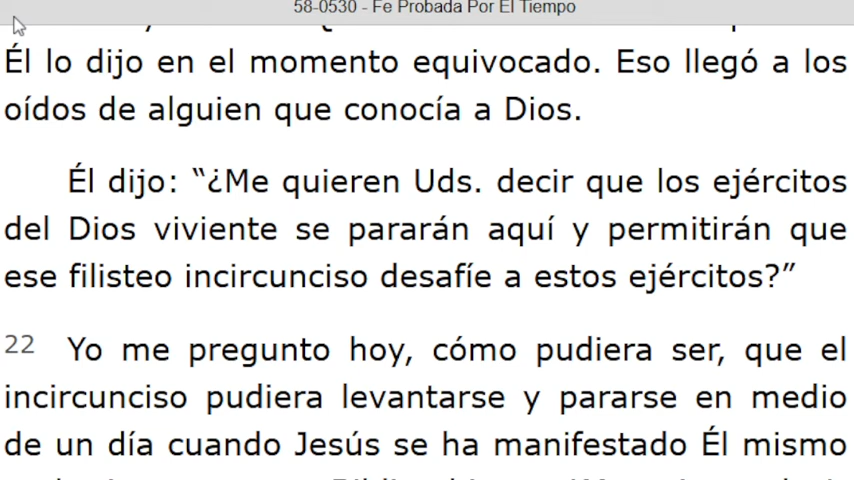 58-0530 - Fe Probada Por El Tiempo
Él lo dijo en el momento equivocado. Eso llegó a los
oídos de alguien que conocía a Dios.
Él dijo: “¿Me quieren Uds. decir que los ejércitos
del Dios viviente se pararán aquí y permitirán que
ese filisteo incircunciso desafíe a estos ejércitos?”
22 Yo me pregunto hoy, cómo pudiera ser, que el
incircunciso pudiera levantarse y pararse en medio
de un día cuando Jesús se ha manifestado Él mismo